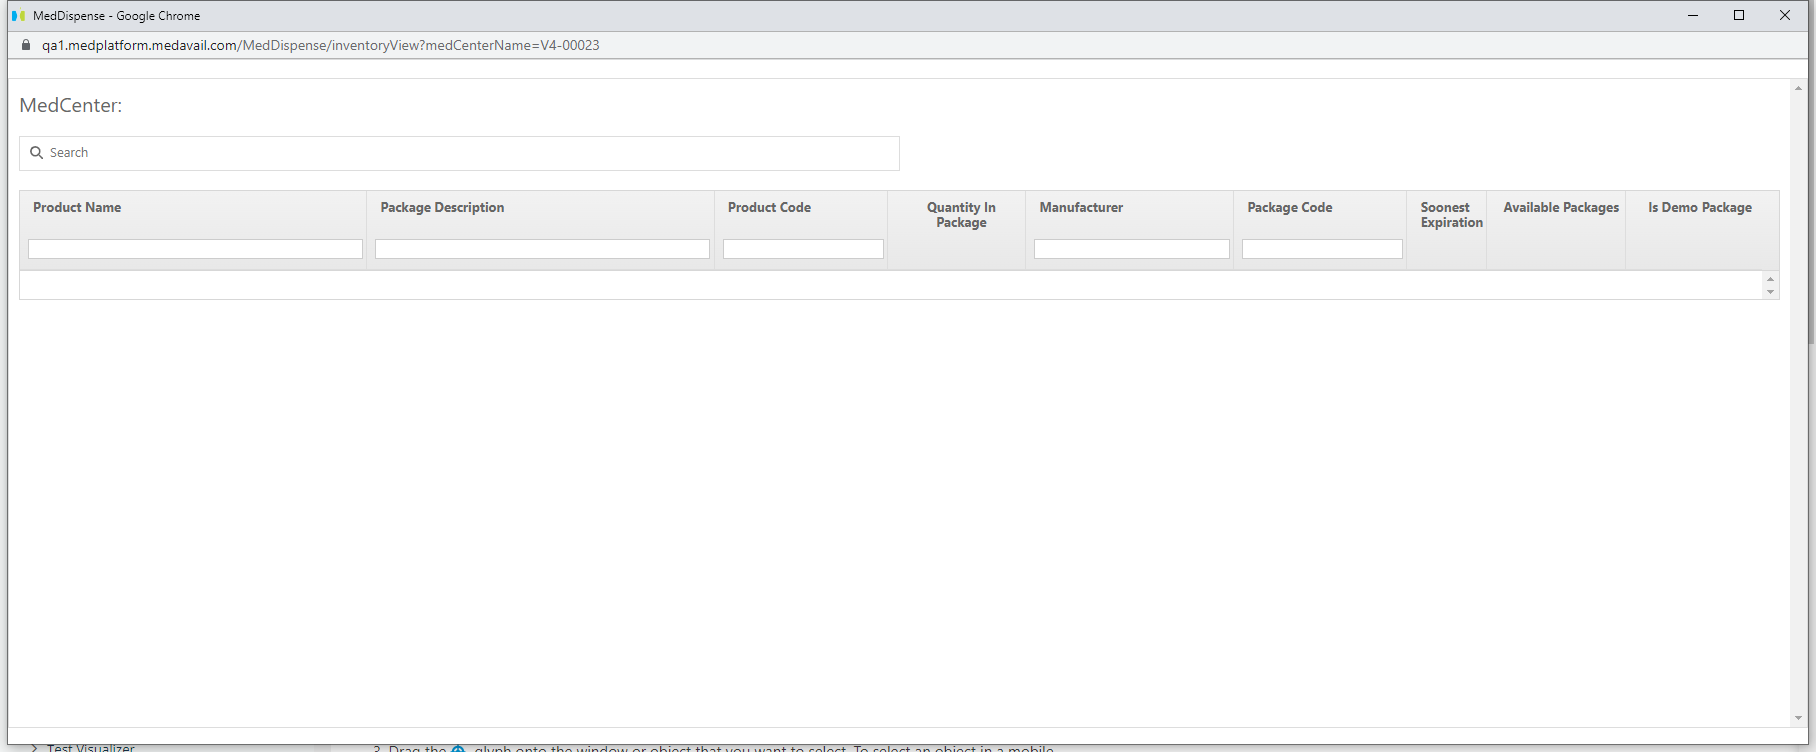 MedDispense - Google Chrome
qa1.medplatform.medavail.com/MedDispense/inventoryView?medCenterName=V4-00023
MedCenter:
Search
Product Name
Package Description
Product Code
Quantity In
Package
Manufacturer
Package Code
Soonest
Expiration
Available Packages
Is Demo Package
Test Visualizer
3. Drag the glyph onto the window or object that you want to select. To select an object in a mobile